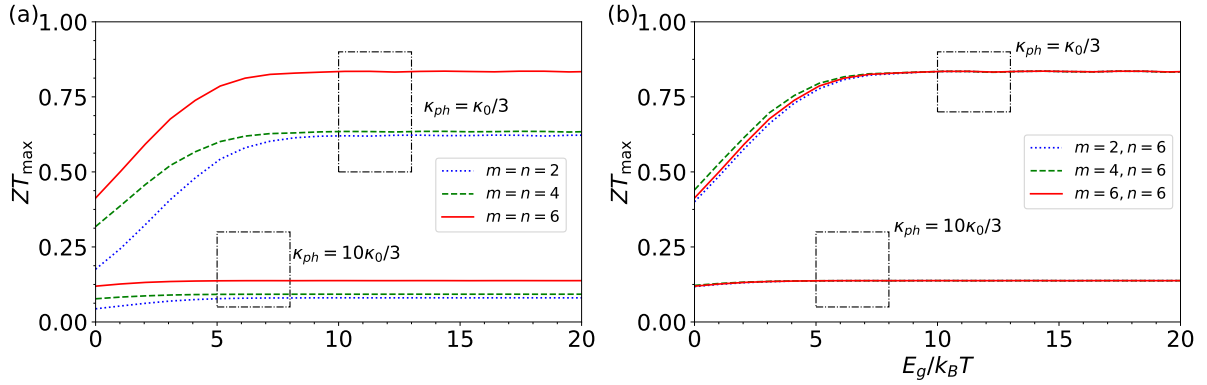 (a)
1.00
0.75
0.50
0.25
0.00
ZT_max
κ_ph = κ_0/3
m = n = 2
m = n = 4
m = n = 6
κ_ph = 10κ_0/3
0 5 10 15 20
(b)
1.00
0.75
0.50
0.25
0.00
ZT_max
κ_ph = κ_0/3
m = 2, n = 6
m = 4, n = 6
m = 6, n = 6
κ_ph = 10κ_0/3
0 5 10 15 20
E_g/k_BT